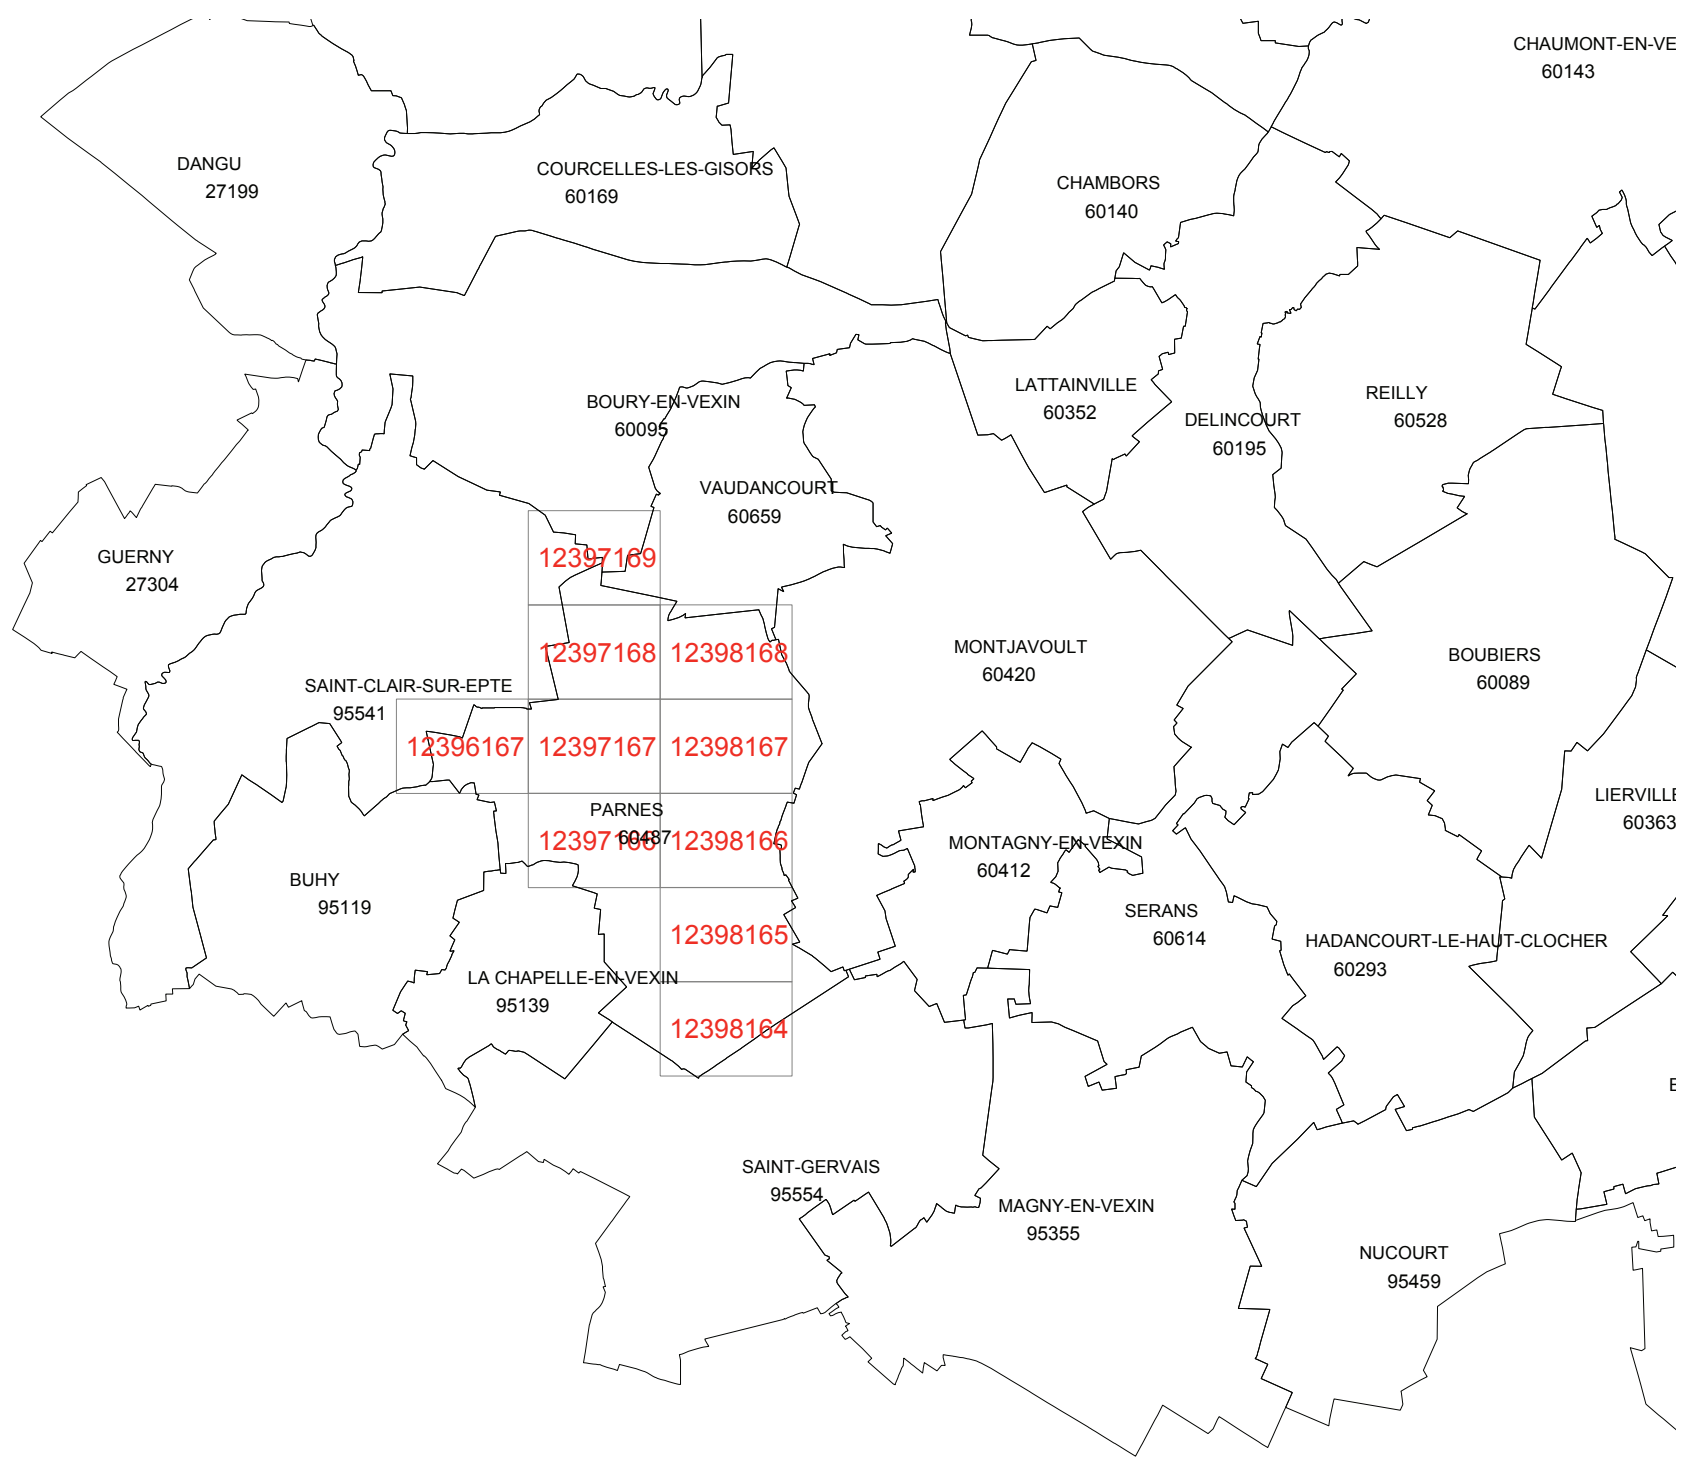 CHAUMONT-EN-VE
60143
DANGU
27199
COURCELLES-LES-GISORS
60169
CHAMBORS
60140
LATTAINVILLE
60352
REILLY
60528
BOURY-EN-VEXIN
60095
DELINCOURT
60195
VAUDANCOURT
60659
GUERNY
27304
12397169
12397168
12398168
MONTJAVOULT
60420
BOUBIERS
60089
SAINT-CLAIR-SUR-EPTE
95541
12396167
12397167
12398167
PARNES
60487
12397166
12398166
LIERVILLE
60363
MONTAGNY-EN-VEXIN
60412
BUHY
95119
SERANS
60614
12398165
HADANCOURT-LE-HAUT-CLOCHER
60293
LA CHAPELLE-EN-VEXIN
95139
12398164
E
SAINT-GERVAIS
95554
MAGNY-EN-VEXIN
95355
NUCOURT
95459